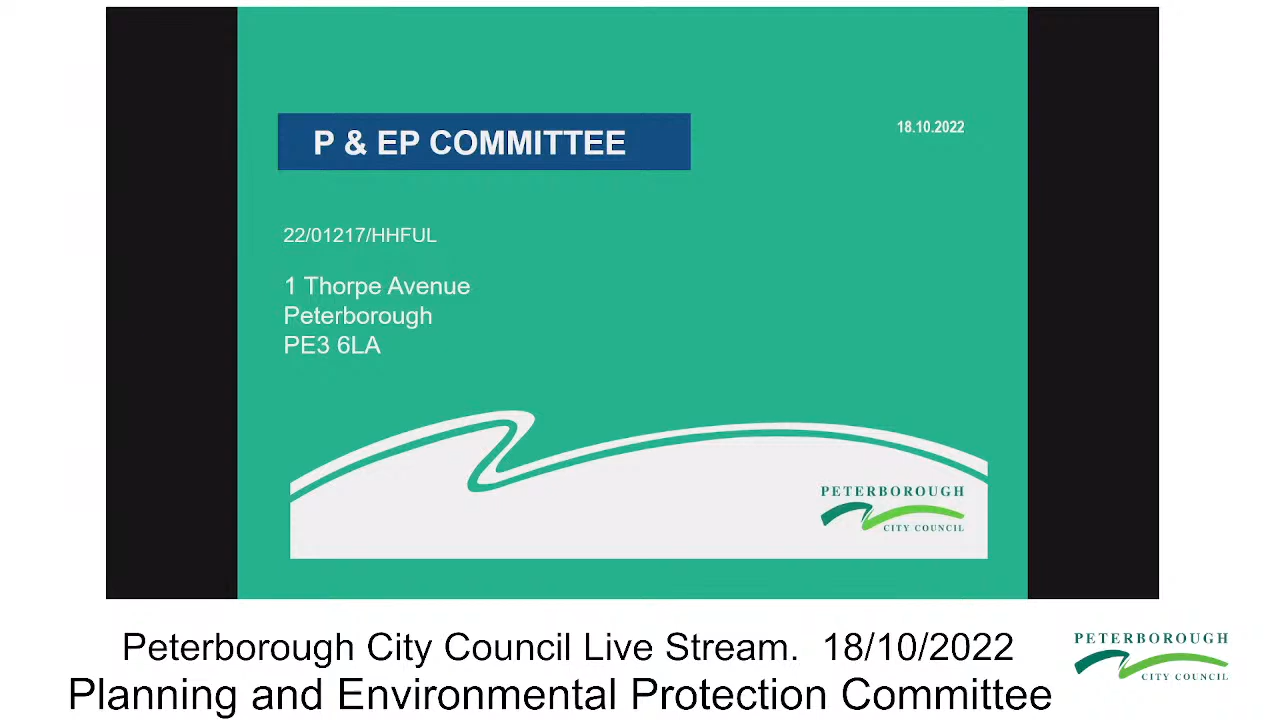 P & EP COMMITTEE
18.10.2022
22/01217/HHFUL
1 Thorpe Avenue
Peterborough
PE3 6LA
PETERBOROUGH
CITY COUNCIL
Peterborough City Council Live Stream.  18/10/2022
Planning and Environmental Protection Committee
PETERBOROUGH
CITY COUNCIL